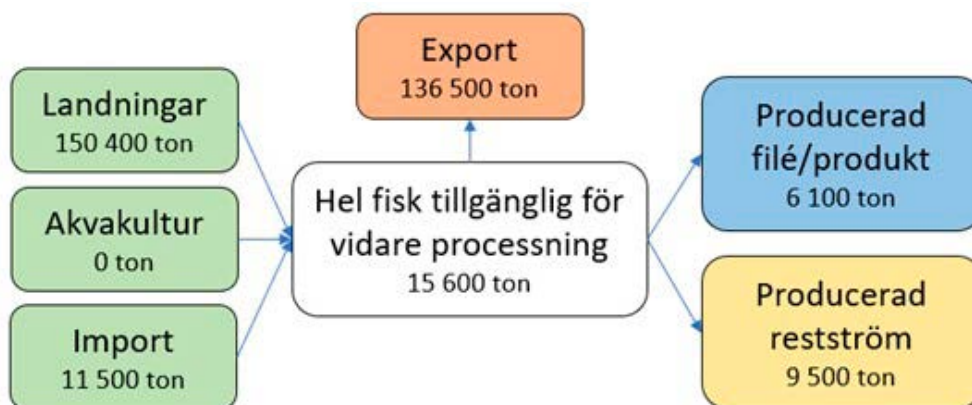 Export
136 500 ton
Landningar
150 400 ton
Akvakultur
0 ton
Import
11 500 ton
Hel fisk tillgänglig för
vidare processning
15 600 ton
Producerad
filé/produkt
6 100 ton
Producerad
restström
9 500 ton